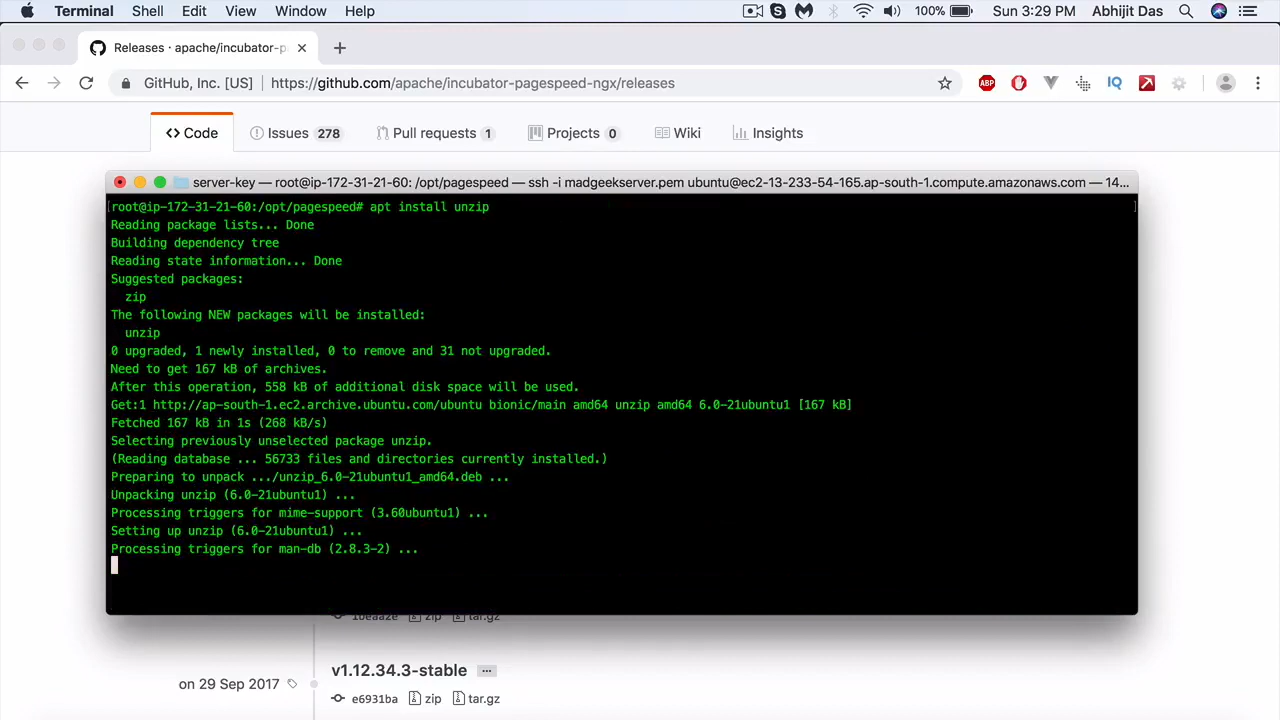 Terminal Shell Edit View Window Help 100% Sun 3:29 PM Abhijit Das
Releases · apache/incubator-p
GitHub, Inc. [US] https://github.com/apache/incubator-pagespeed-ngx/releases ABP IQ
<> Code Issues 278 Pull requests 1 Projects 0 Wiki Insights
server-key — root@ip-172-31-21-60: /opt/pagespeed — ssh -i madgeekserver.pem ubuntu@ec2-13-233-54-165.ap-south-1.compute.amazonaws.com — 14...
[root@ip-172-31-21-60:/opt/pagespeed# apt install unzip ]
Reading package lists... Done
Building dependency tree
Reading state information... Done
Suggested packages:
zip
The following NEW packages will be installed:
unzip
0 upgraded, 1 newly installed, 0 to remove and 31 not upgraded.
Need to get 167 kB of archives.
After this operation, 558 kB of additional disk space will be used.
Get:1 http://ap-south-1.ec2.archive.ubuntu.com/ubuntu bionic/main amd64 unzip amd64 6.0-21ubuntu1 [167 kB]
Fetched 167 kB in 1s (268 kB/s)
Selecting previously unselected package unzip.
(Reading database ... 56733 files and directories currently installed.)
Preparing to unpack .../unzip_6.0-21ubuntu1_amd64.deb ...
Unpacking unzip (6.0-21ubuntu1) ...
Processing triggers for mime-support (3.60ubuntu1) ...
Setting up unzip (6.0-21ubuntu1) ...
Processing triggers for man-db (2.8.3-2) ...
zip tar.gz
v1.12.34.3-stable ...
on 29 Sep 2017
e6931ba zip tar.gz